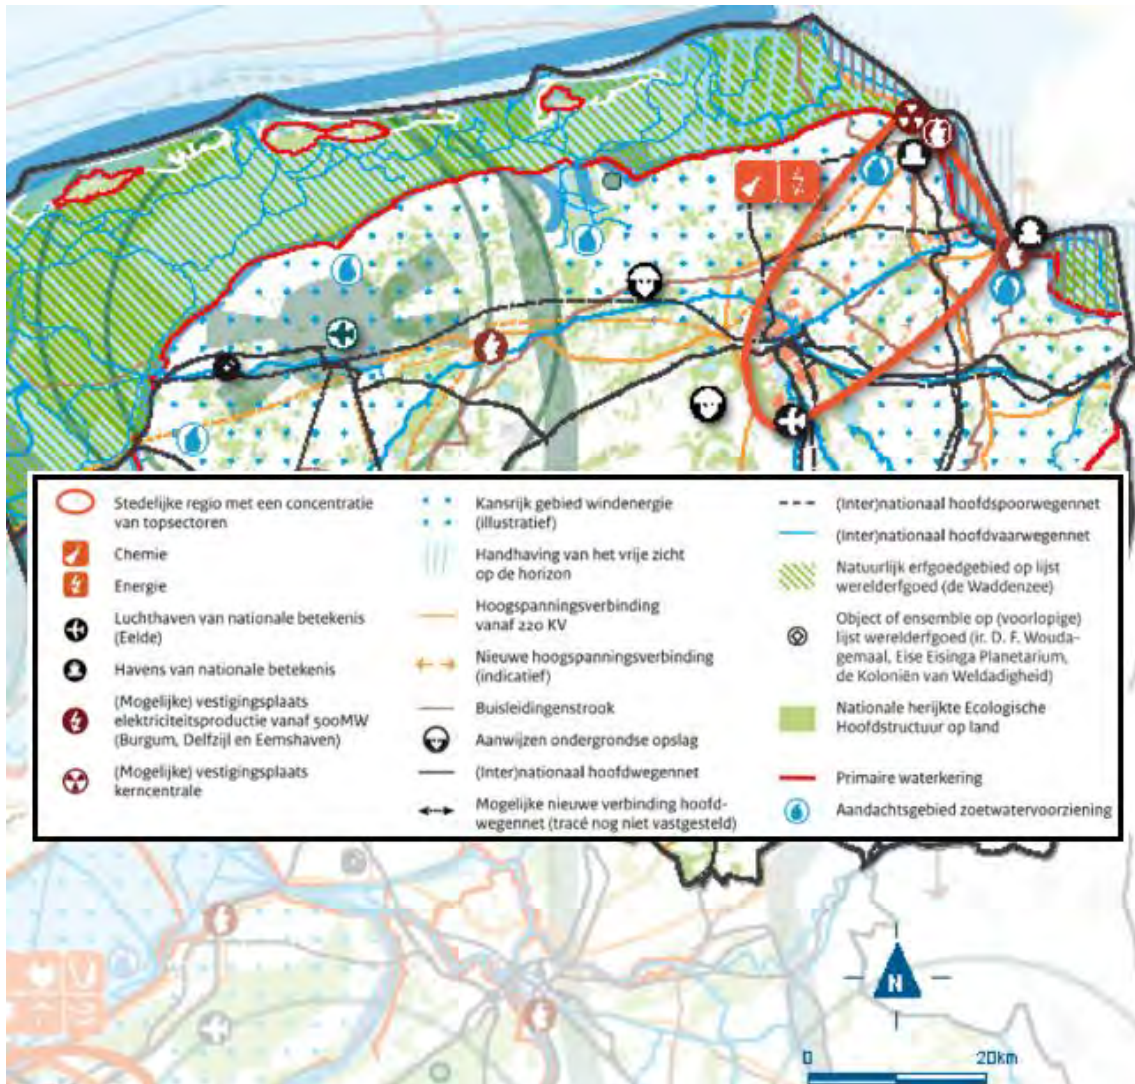 Stedelijke regio met een concentratie
van topsectoren
Chemie
Energie
Luchthaven van nationale betekenis
(Eelde)
Havens van nationale betekenis
(Mogelijke) vestigingsplaats
elektriciteitsproductie vanaf 500MW
(Burgum, Delfzijl en Eemshaven)
(Mogelijke) vestigingsplaats
kerncentrale
Kansrijk gebied windenergie
(illustratief)
Handhaving van het vrije zicht
op de horizon
Hoogspanningsverbinding
vanaf 220 KV
Nieuwe hoogspanningsverbinding
(indicatief)
Buisleidingenstrook
Aanwijzen ondergrondse opslag
(Inter)nationaal hoofdwegennet
Mogelijke nieuwe verbinding hoofd-
wegennet (tracé nog niet vastgesteld)
(Inter)nationaal hoofdspoorwegennet
(Inter)nationaal hoofdvaarwegennet
Natuurlijk erfgoedgebied op lijst
werelderfgoed (de Waddenzee)
Object of ensemble op (voorlopige)
lijst werelderfgoed (ir. D. F. Wouda-
gemaal, Eise Eisinga Planetarium,
de Koloniën van Weldadigheid)
Nationale herijkte Ecologische
Hoofdstructuur op land
Primaire waterkering
Aandachtsgebied zoetwatervoorziening
N
0 20km